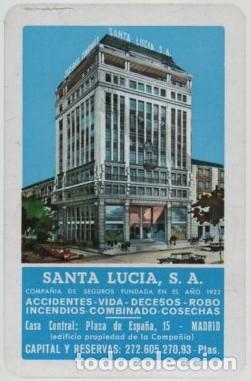 SANTA LUCIA, S.A.
SEGUROS
SANTA LUCIA, S. A.
COMPAÑIA DE SEGUROS FUNDADA EN EL AÑO 1922
ACCIDENTES-VIDA-DECESOS-ROBO
INCENDIOS-COMBINADO-COSECHAS
Casa Central: Plaza de España, 15 - MADRID
(edificio propiedad de la Compañía)
CAPITAL Y RESERVAS: 272.605.270,93 Ptas.
todocoleccion.net